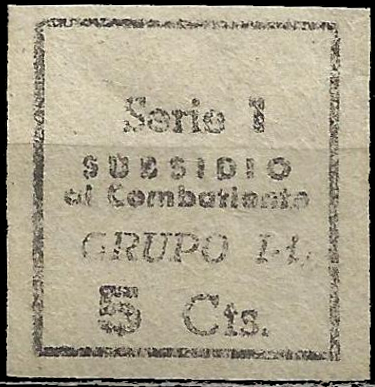 Serie 1
SUBSIDIO
al Combatiente
GRUPO I-L
5 Cts.